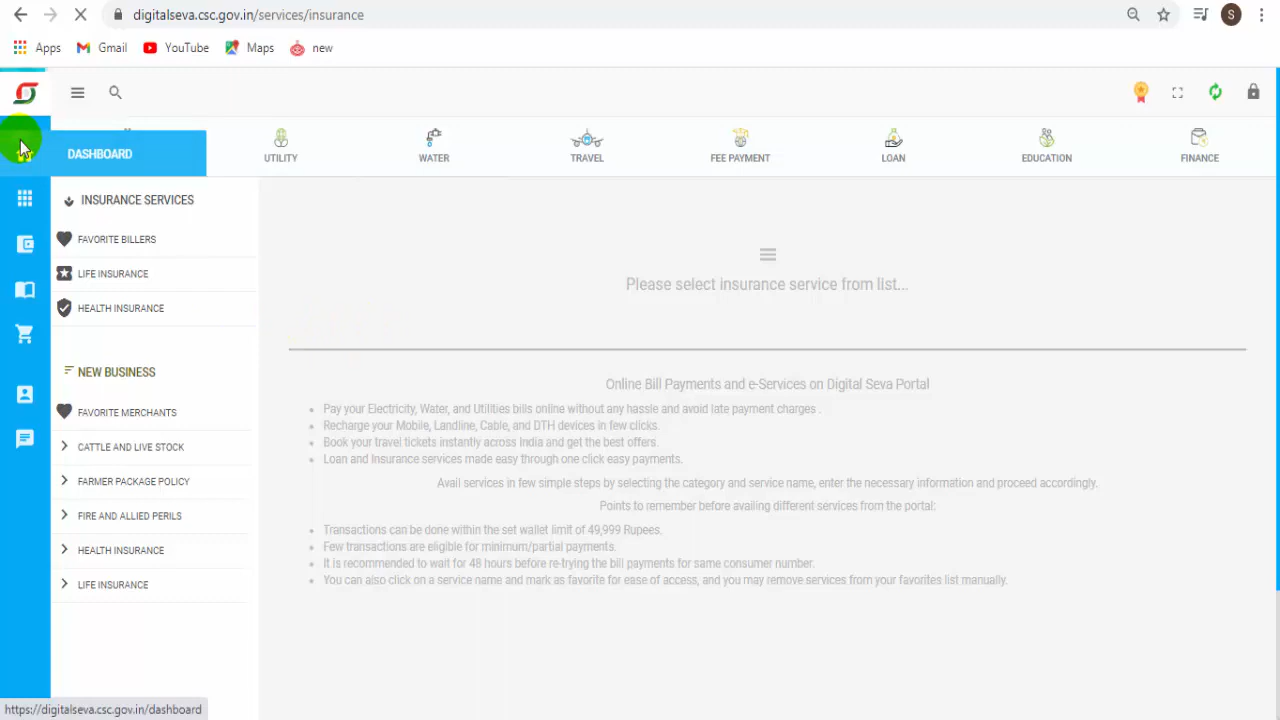 digitalseva.csc.gov.in/services/insurance
S
Apps Gmail YouTube Maps new
DASHBOARD
UTILITY WATER TRAVEL FEE PAYMENT LOAN EDUCATION FINANCE
INSURANCE SERVICES
FAVORITE BILLERS
LIFE INSURANCE
HEALTH INSURANCE
NEW BUSINESS
FAVORITE MERCHANTS
CATTLE AND LIVE STOCK
FARMER PACKAGE POLICY
FIRE AND ALLIED PERILS
HEALTH INSURANCE
LIFE INSURANCE
Please select insurance service from list...
Online Bill Payments and e-Services on Digital Seva Portal
• Pay your Electricity, Water, and Utilities bills online without any hassle and avoid late payment charges .
• Recharge your Mobile, Landline, Cable, and DTH devices in few clicks.
• Book your travel tickets instantly across India and get the best offers.
• Loan and Insurance services made easy through one click easy payments.
Avail services in few simple steps by selecting the category and service name, enter the necessary information and proceed accordingly.
Points to remember before availing different services from the portal:
• Transactions can be done within the set wallet limit of 49,999 Rupees.
• Few transactions are eligible for minimum/partial payments.
• It is recommended to wait for 48 hours before re-trying the bill payments for same consumer number.
• You can also click on a service name and mark as favorite for ease of access, and you may remove services from your favorites list manually.
https://digitalseva.csc.gov.in/dashboard